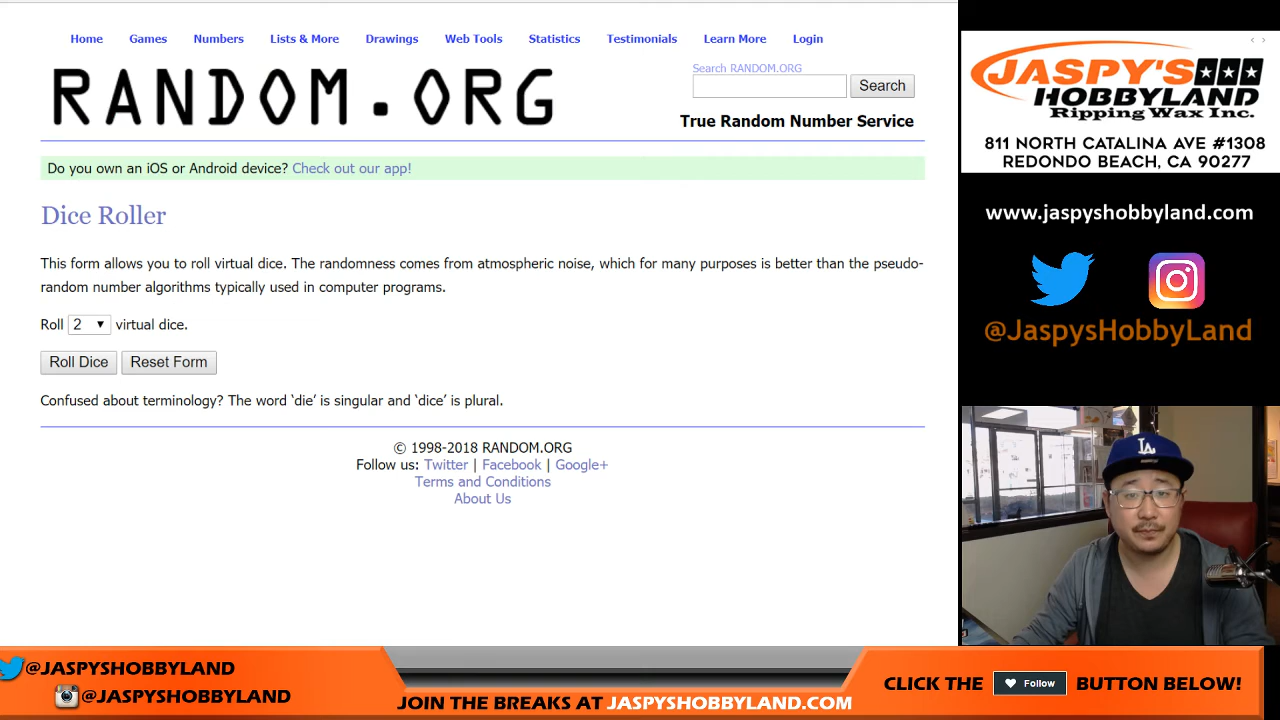 Home Games Numbers Lists & More Drawings Web Tools Statistics Testimonials Learn More Login
RANDOM.ORG
Search RANDOM.ORG
Search
True Random Number Service
Do you own an iOS or Android device? Check out our app!
Dice Roller
This form allows you to roll virtual dice. The randomness comes from atmospheric noise, which for many purposes is better than the pseudo-
random number algorithms typically used in computer programs.
Roll 2 virtual dice.
Roll Dice Reset Form
Confused about terminology? The word ‘die’ is singular and ‘dice’ is plural.
© 1998-2018 RANDOM.ORG
Follow us: Twitter | Facebook | Google+
Terms and Conditions
About Us
JASPY'S
HOBBYLAND
Ripping Wax Inc.
811 NORTH CATALINA AVE #1308
REDONDO BEACH, CA 90277
www.jaspyshobbyland.com
@JaspysHobbyLand
LA
@JASPYSHOBBYLAND
@JASPYSHOBBYLAND
JOIN THE BREAKS AT JASPYSHOBBYLAND.COM
CLICK THE Follow BUTTON BELOW!